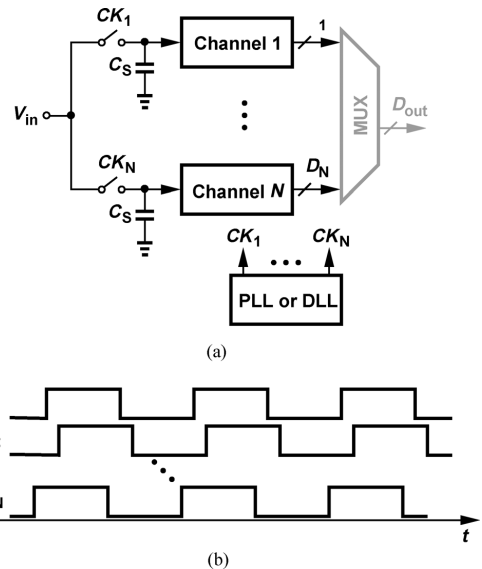 CK1
Channel 1
1
CS
Vin
MUX
Dout
CKN
Channel N
DN
CS
CK1
CKN
PLL or DLL
(a)
t
(b)